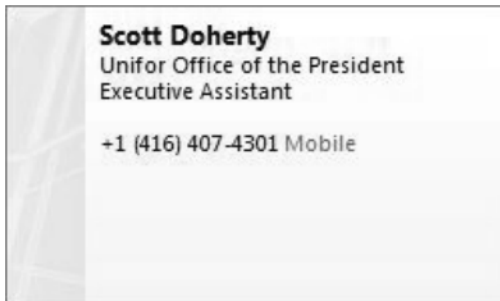 Scott Doherty
Unifor Office of the President
Executive Assistant
+1 (416) 407-4301 Mobile